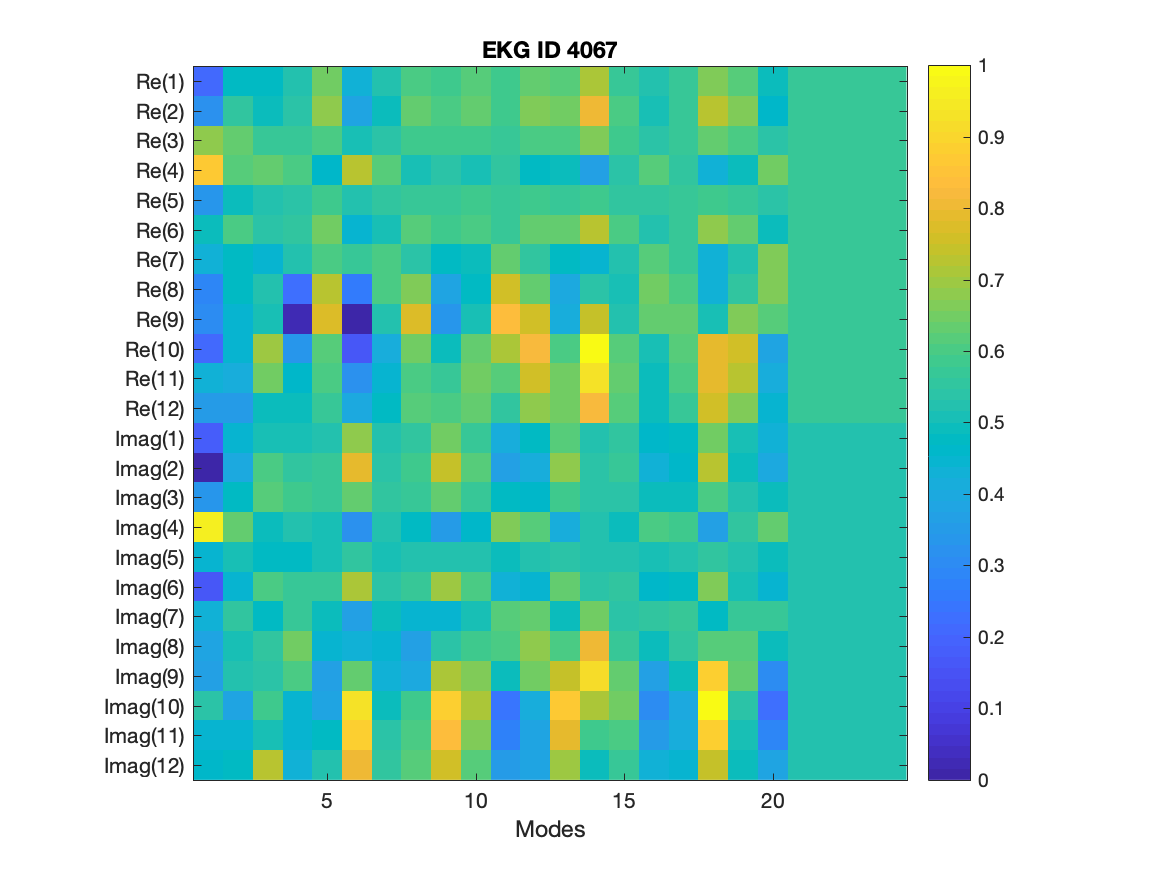 EKG ID 4067
Re(1)
Re(2)
Re(3)
Re(4)
Re(5)
Re(6)
Re(7)
Re(8)
Re(9)
Re(10)
Re(11)
Re(12)
Imag(1)
Imag(2)
Imag(3)
Imag(4)
Imag(5)
Imag(6)
Imag(7)
Imag(8)
Imag(9)
Imag(10)
Imag(11)
Imag(12)
5 10 15 20
Modes
1
0.9
0.8
0.7
0.6
0.5
0.4
0.3
0.2
0.1
0